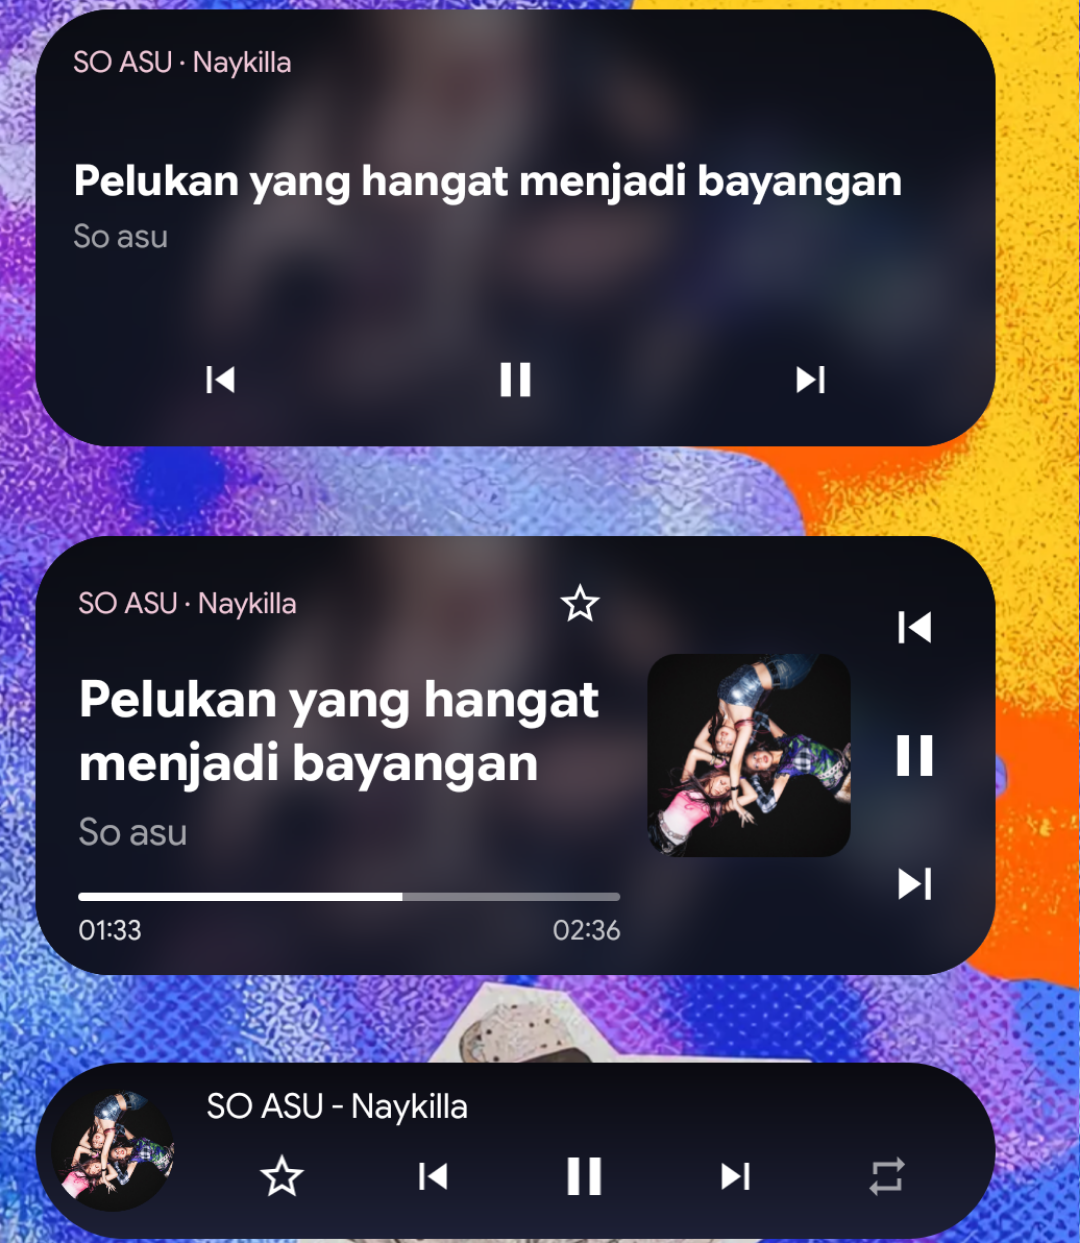 SO ASU · Naykilla
Pelukan yang hangat menjadi bayangan
So asu
SO ASU · Naykilla
Pelukan yang hangat
menjadi bayangan
So asu
01:33 02:36
SO ASU - Naykilla